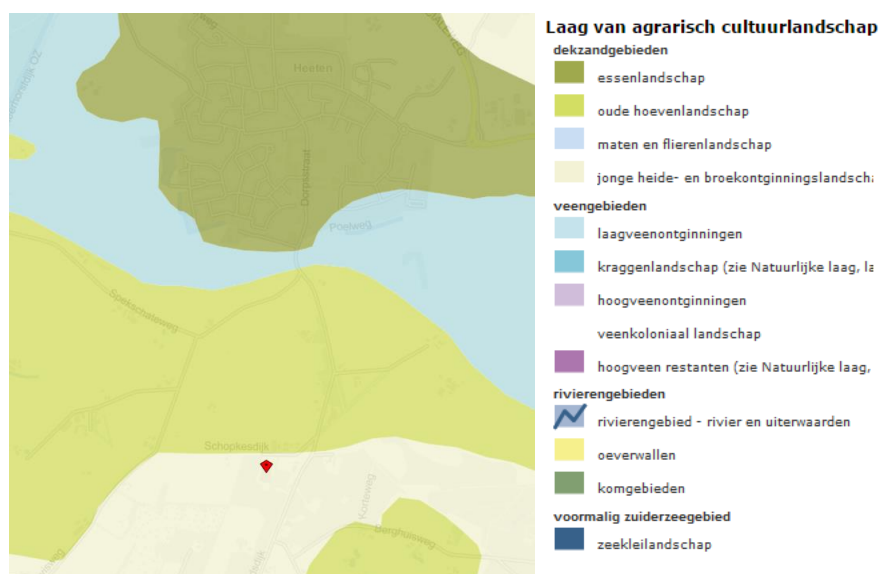 Laag van agrarisch cultuurlandschap
dekzandgebieden
essenlandschap
oude hoevenlandschap
maten en flierenlandschap
jonge heide- en broekontginningslandscha
veengebieden
laagveenontginningen
kraggenlandschap (zie Natuurlijke laag, la
hoogveenontginningen
veenkoloniaal landschap
hoogveen restanten (zie Natuurlijke laag,
rivierengebieden
rivierengebied - rivier en uiterwaarden
oeverwallen
komgebieden
voormalig zuiderzeegebied
zeekleilandschap
Heeten
Dorpsstraat
Poelweg
Schopkesdijk
Korteweg
Berghuisweg